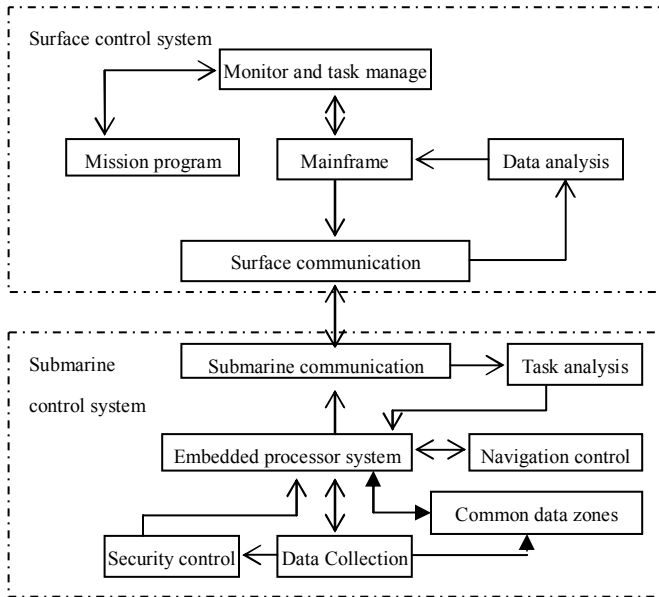 Surface control system
Monitor and task manage
Mission program
Mainframe
Data analysis
Surface communication
Submarine
control system
Submarine communication
Task analysis
Embedded processor system
Navigation control
Common data zones
Security control
Data Collection